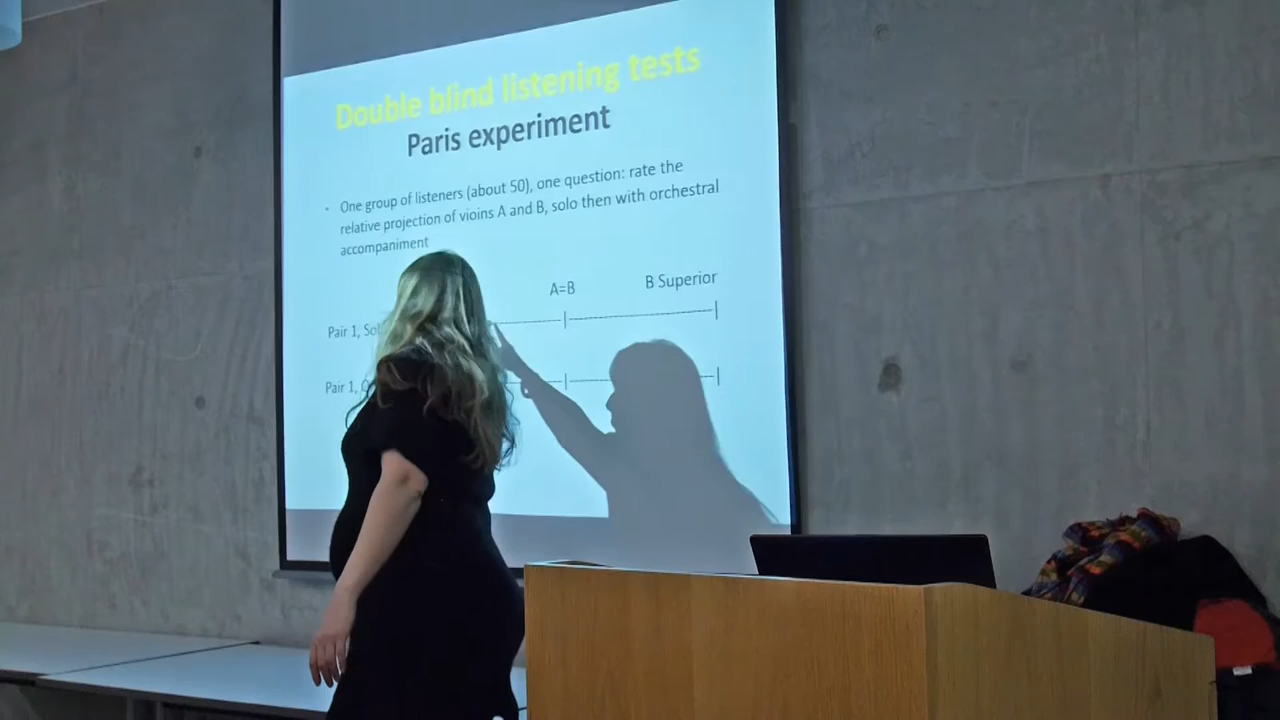 Double blind listening tests
Paris experiment
One group of listeners (about 50), one question: rate the
relative projection of vioins A and B, solo then with orchestral
accompaniment
A=B B Superior
Pair 1,
Pair 1,